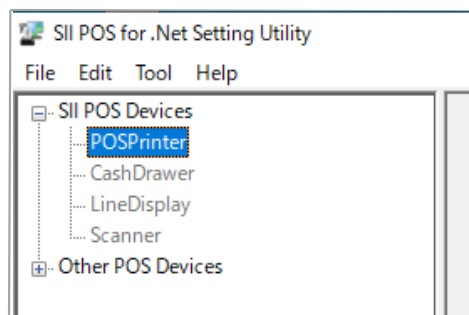 SII POS for .Net Setting Utility
File Edit Tool Help
SII POS Devices
POSPrinter
CashDrawer
LineDisplay
Scanner
Other POS Devices